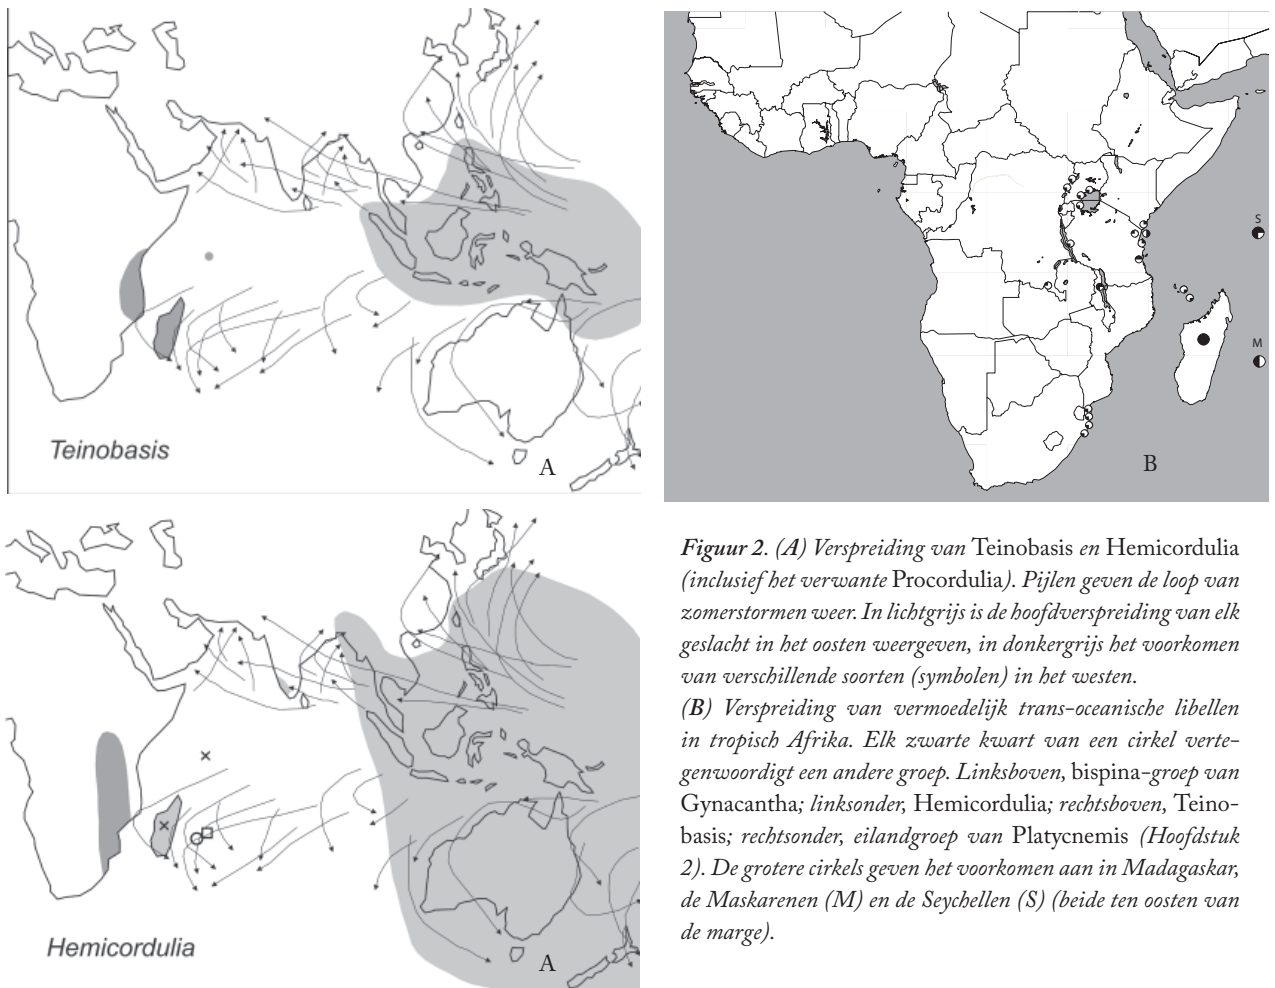 Teinobasis
A
S
M
B
Hemicordulia
A
Figuur 2. (A) Verspreiding van Teinobasis en Hemicordulia
(inclusief het verwante Procordulia). Pijlen geven de loop van
zomerstormen weer. In lichtgrijs is de hoofdverspreiding van elk
geslacht in het oosten weergeven, in donkergrijs het voorkomen
van verschillende soorten (symbolen) in het westen.
(B) Verspreiding van vermoedelijk trans-oceanische libellen
in tropisch Afrika. Elk zwarte kwart van een cirkel verte-
genwoordigt een andere groep. Linksboven, bispina-groep van
Gynacantha; linksonder, Hemicordulia; rechtsboven, Teino-
basis; rechtsonder, eilandgroep van Platycnemis (Hoofdstuk
2). De grotere cirkels geven het voorkomen aan in Madagaskar,
de Maskarenen (M) en de Seychellen (S) (beide ten oosten van
de marge).